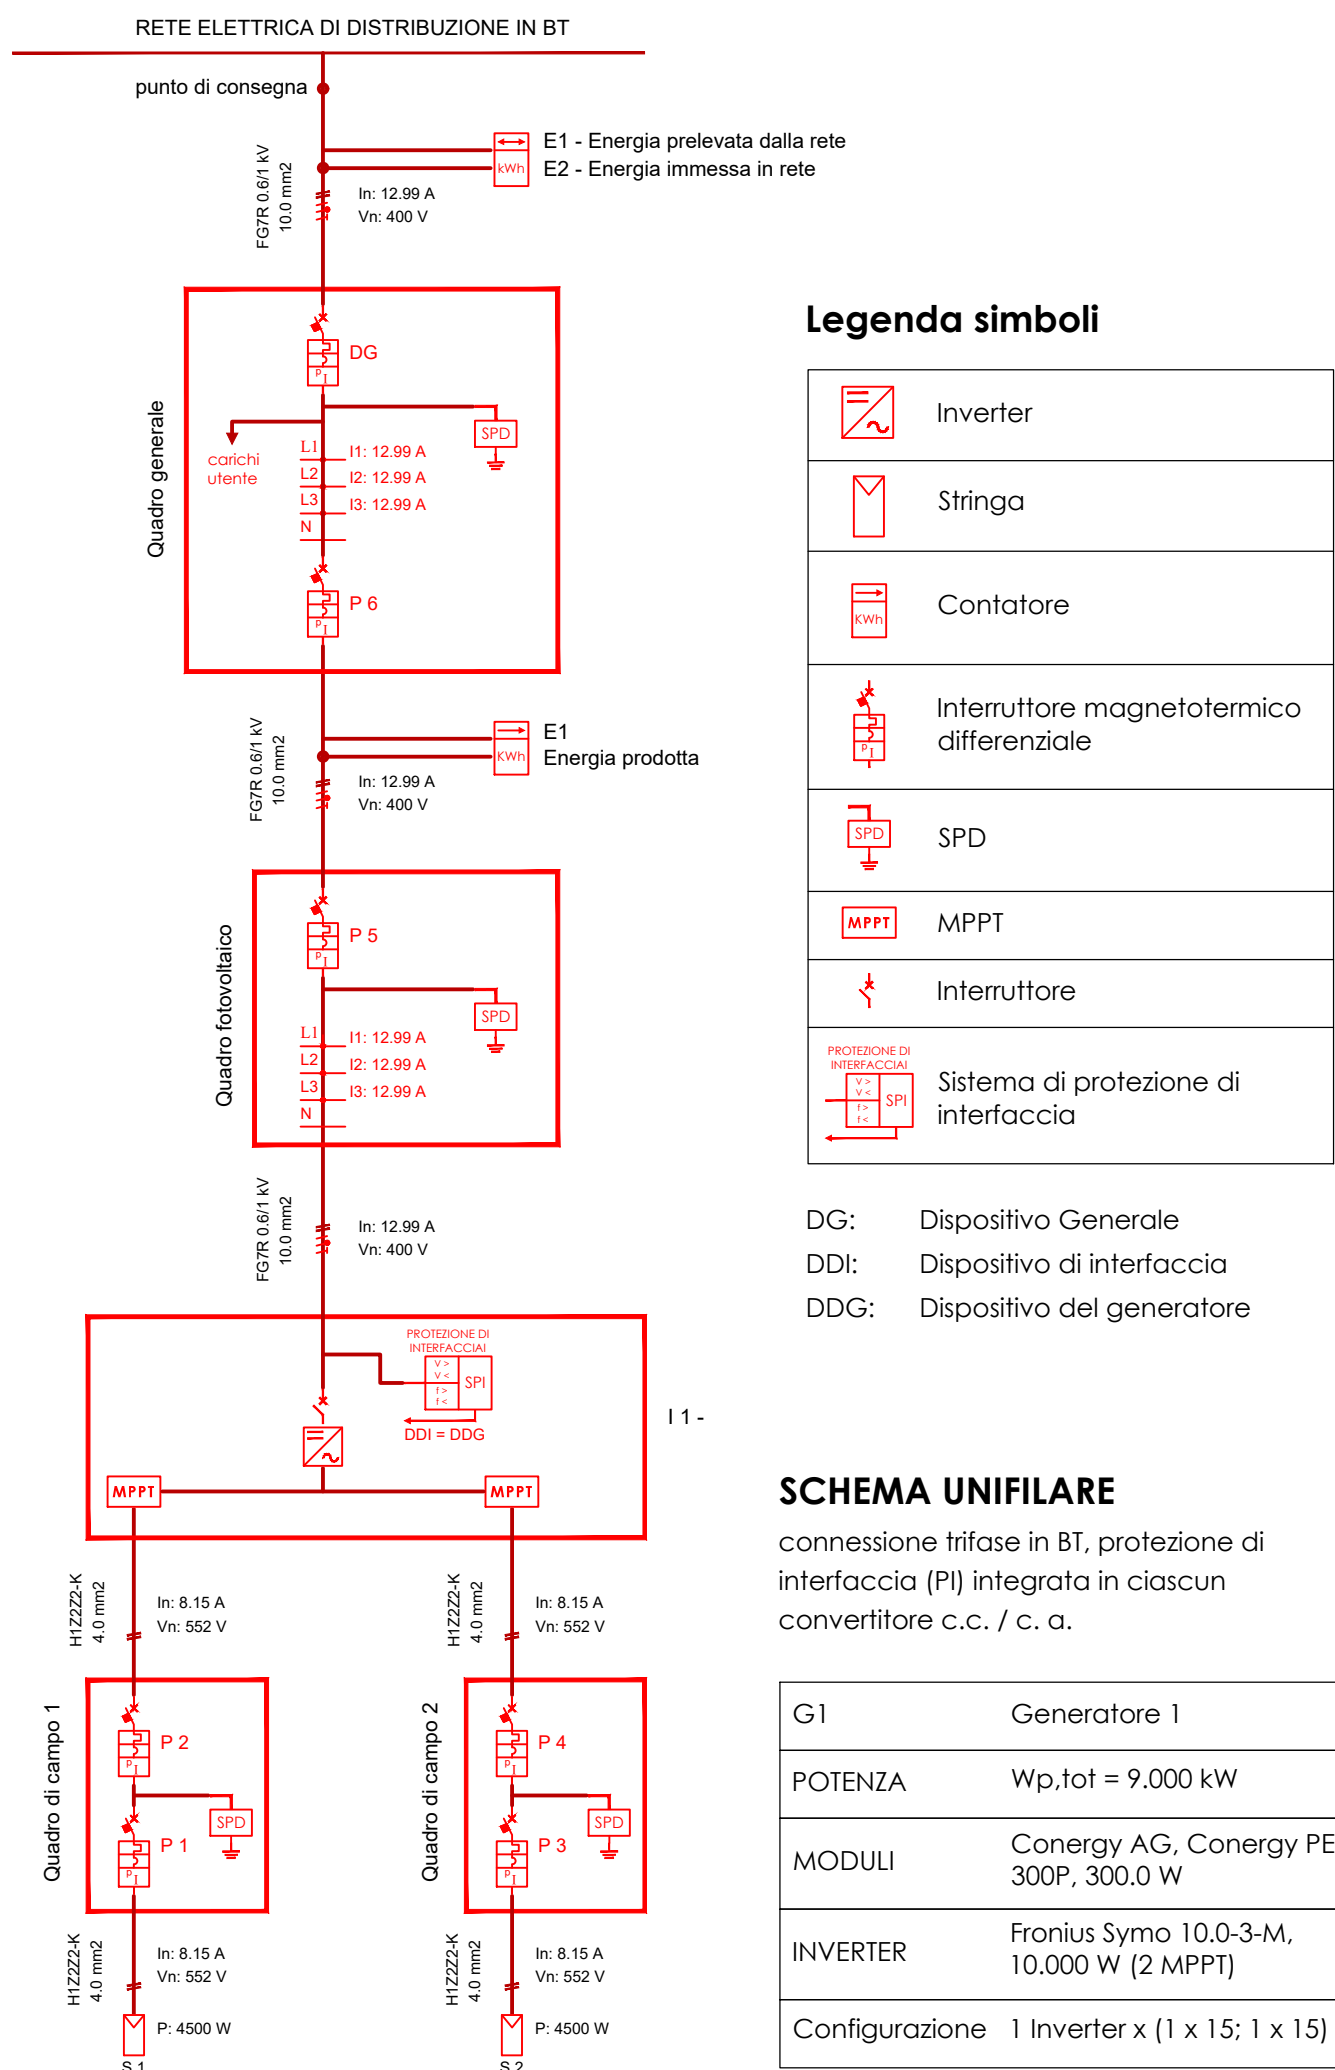 RETE ELETTRICA DI DISTRIBUZIONE IN BT
punto di consegna
E1 - Energia prelevata dalla rete
kWh
E2 - Energia immessa in rete
FG7R 0.6/1 kV
10.0 mm2
In: 12.99 A
Vn: 400 V
Quadro generale
DG
P I
SPD
carichi
utente
L1
I1: 12.99 A
L2
I2: 12.99 A
L3
I3: 12.99 A
N
P 6
P I
E1
KWh
Energia prodotta
FG7R 0.6/1 kV
10.0 mm2
In: 12.99 A
Vn: 400 V
Quadro fotovoltaico
P 5
P I
SPD
L1
I1: 12.99 A
L2
I2: 12.99 A
L3
I3: 12.99 A
N
FG7R 0.6/1 kV
10.0 mm2
In: 12.99 A
Vn: 400 V
PROTEZIONE DI
INTERFACCIAI
V >
V <
f >
f <
SPI
DDI = DDG
I 1 -
MPPT
MPPT
H1Z2Z2-K
4.0 mm2
In: 8.15 A
Vn: 552 V
H1Z2Z2-K
4.0 mm2
In: 8.15 A
Vn: 552 V
Quadro di campo 1
P 2
P I
SPD
P 1
P I
Quadro di campo 2
P 4
P I
SPD
P 3
P I
H1Z2Z2-K
4.0 mm2
In: 8.15 A
Vn: 552 V
P: 4500 W
S 1
H1Z2Z2-K
4.0 mm2
In: 8.15 A
Vn: 552 V
P: 4500 W
S 2
Legenda simboli
Inverter
Stringa
KWh
Contatore
P I
Interruttore magnetotermico
differenziale
SPD
SPD
MPPT
MPPT
Interruttore
PROTEZIONE DI
INTERFACCIAI
V >
V <
f >
f <
SPI
Sistema di protezione di
interfaccia
DG: Dispositivo Generale
DDI: Dispositivo di interfaccia
DDG: Dispositivo del generatore
SCHEMA UNIFILARE
connessione trifase in BT, protezione di
interfaccia (PI) integrata in ciascun
convertitore c.c. / c. a.
G1 Generatore 1
POTENZA Wp,tot = 9.000 kW
MODULI Conergy AG, Conergy PE
300P, 300.0 W
INVERTER Fronius Symo 10.0-3-M,
10.000 W (2 MPPT)
Configurazione 1 Inverter x (1 x 15; 1 x 15)